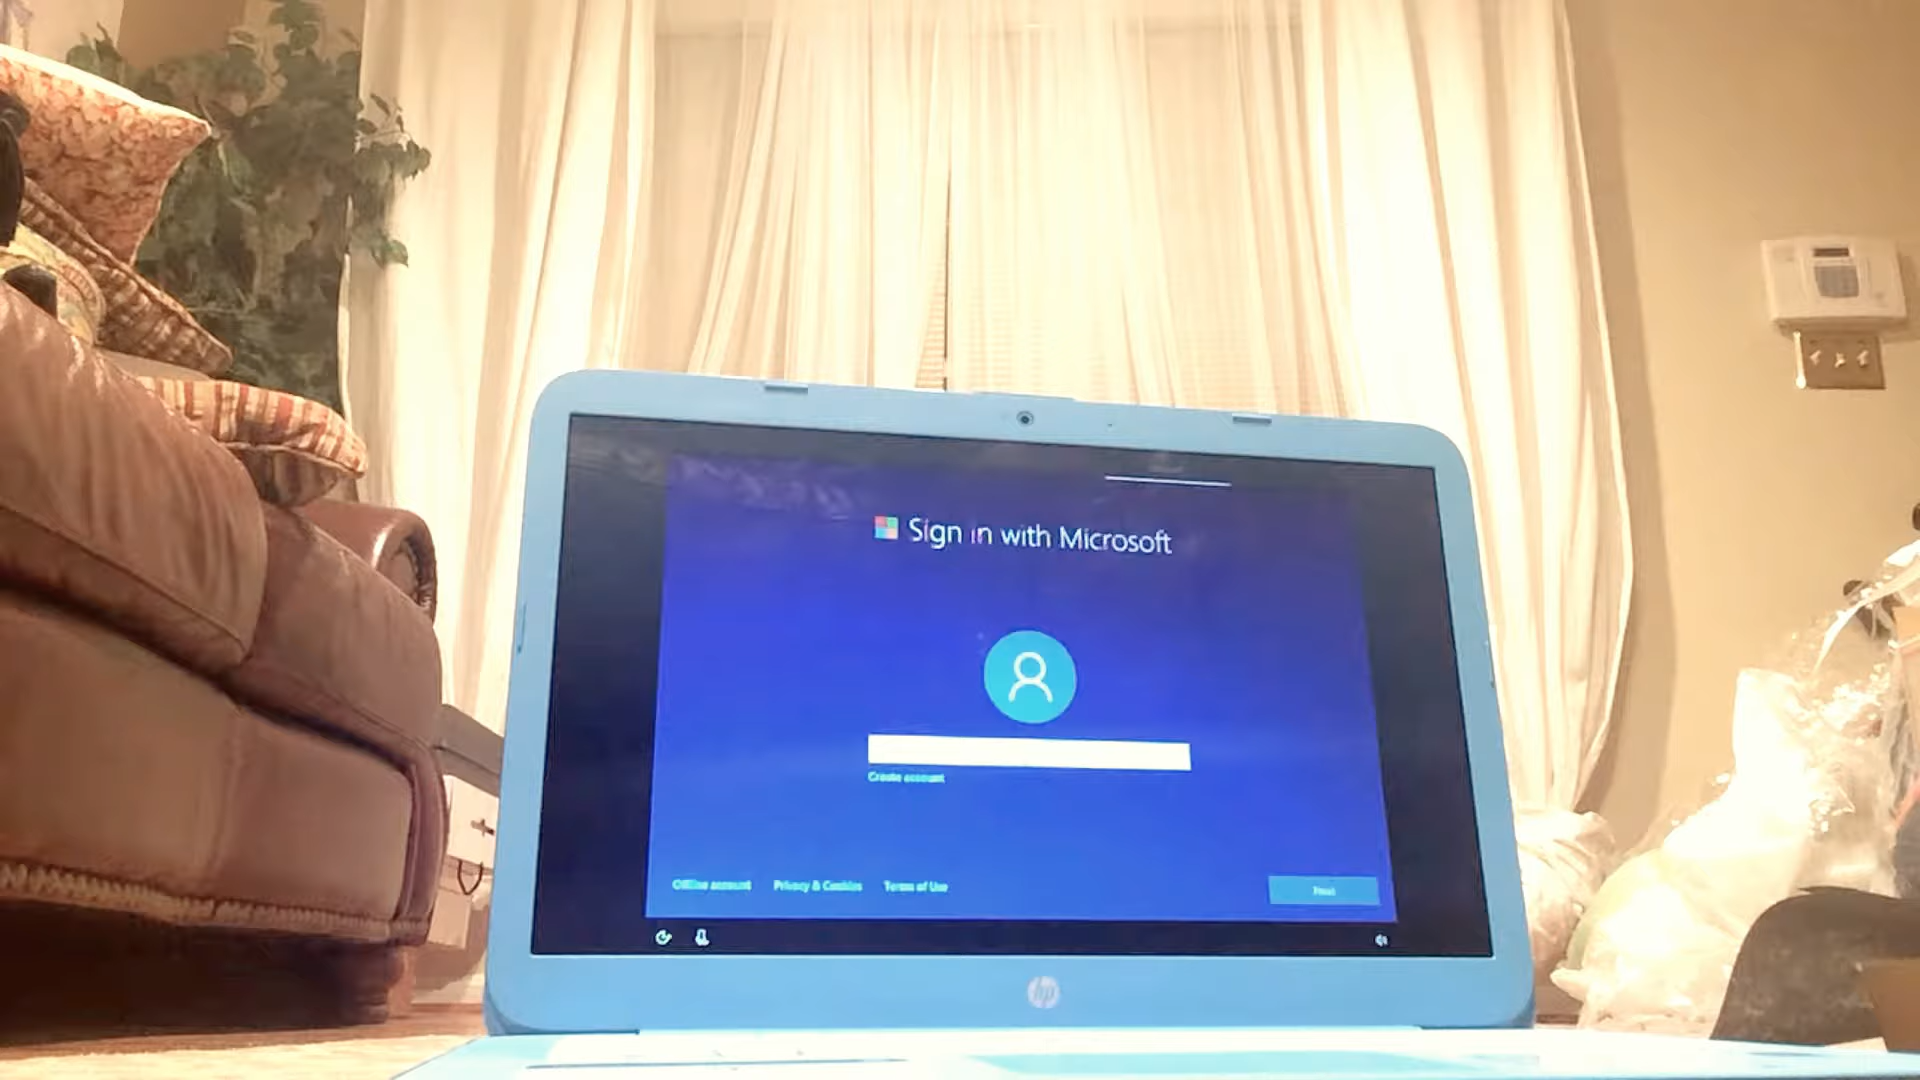 Sign in with Microsoft
Create account
Offline account Privacy & Cookies Terms of Use
Next
hp